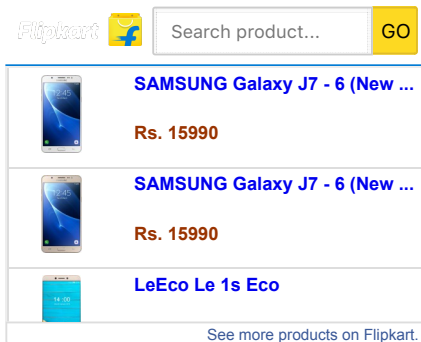 Flipkart
Search product...
GO
SAMSUNG Galaxy J7 - 6 (New ...
Rs. 15990
SAMSUNG Galaxy J7 - 6 (New ...
Rs. 15990
LeEco Le 1s Eco
See more products on Flipkart.